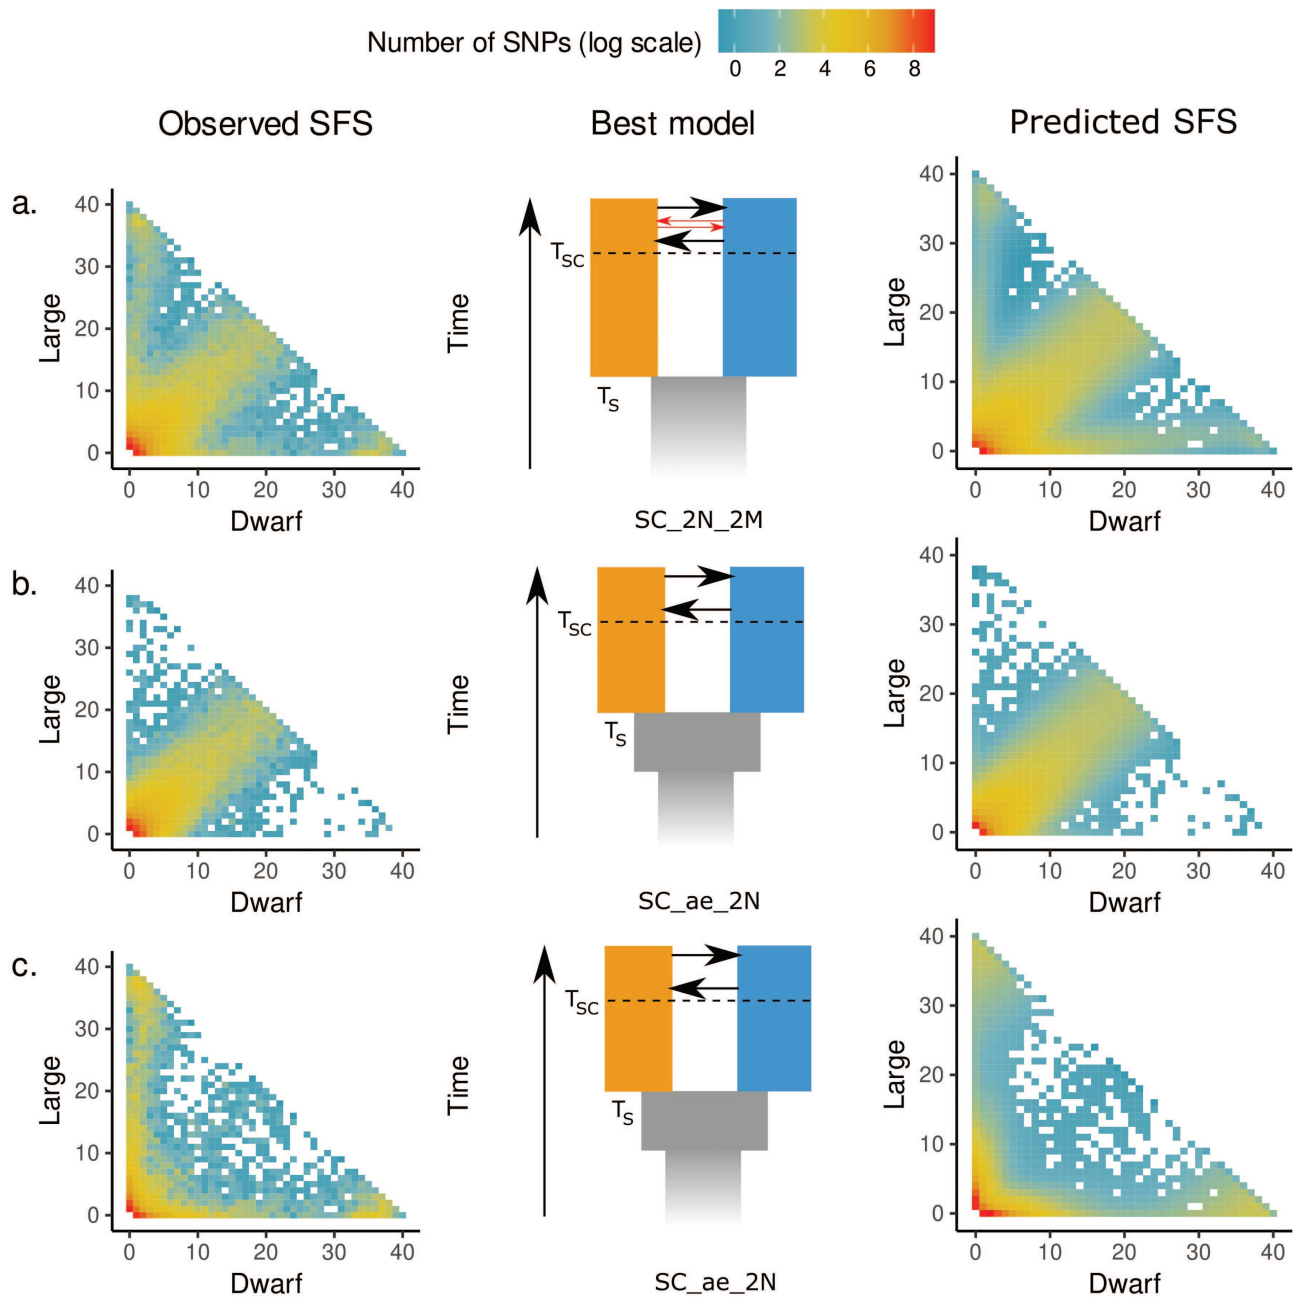 Number of SNPs (log scale)
0 2 4 6 8
Observed SFS Best model Predicted SFS
a.
Large
40
30
20
10
0
0 10 20 30 40
Dwarf
Time
TSC
TS
SC_2N_2M
Large
40
30
20
10
0
0 10 20 30 40
Dwarf
b.
Large
40
30
20
10
0
0 10 20 30 40
Dwarf
Time
TSC
TS
SC_ae_2N
Large
40
30
20
10
0
0 10 20 30 40
Dwarf
c.
Large
40
30
20
10
0
0 10 20 30 40
Dwarf
Time
TSC
TS
SC_ae_2N
Large
40
30
20
10
0
0 10 20 30 40
Dwarf